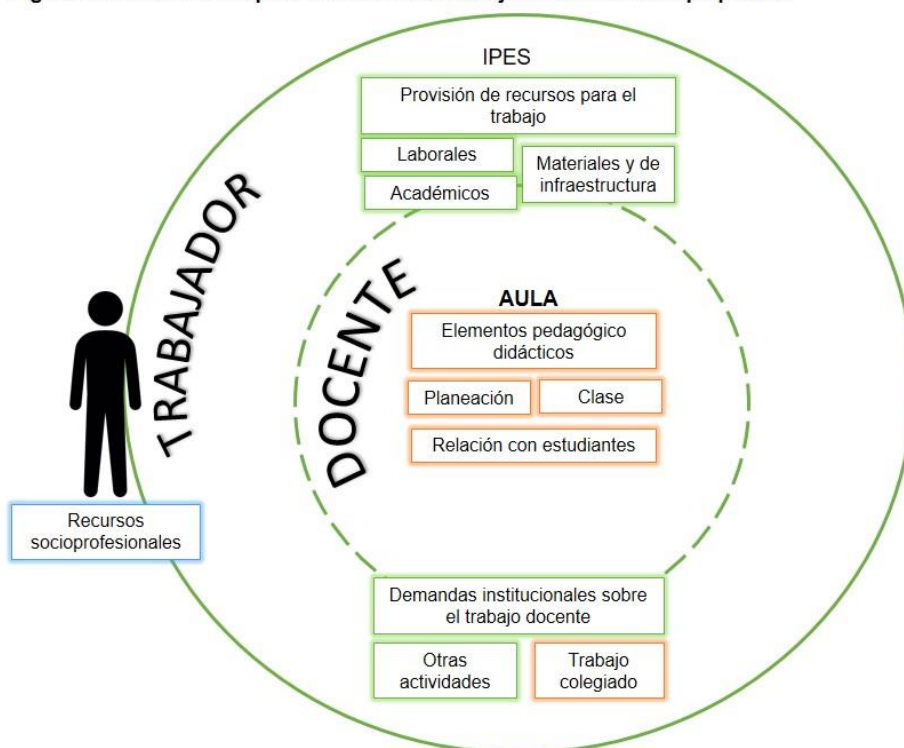 IPES
Provisión de recursos para el
trabajo
Laborales
Materiales y de
infraestructura
Académicos
TRABAJADOR
DOCENTE
AULA
Elementos pedagógico
didácticos
Planeación
Clase
Relación con estudiantes
Recursos
socioprofesionales
Demandas institucionales sobre
el trabajo docente
Otras
actividades
Trabajo
colegiado